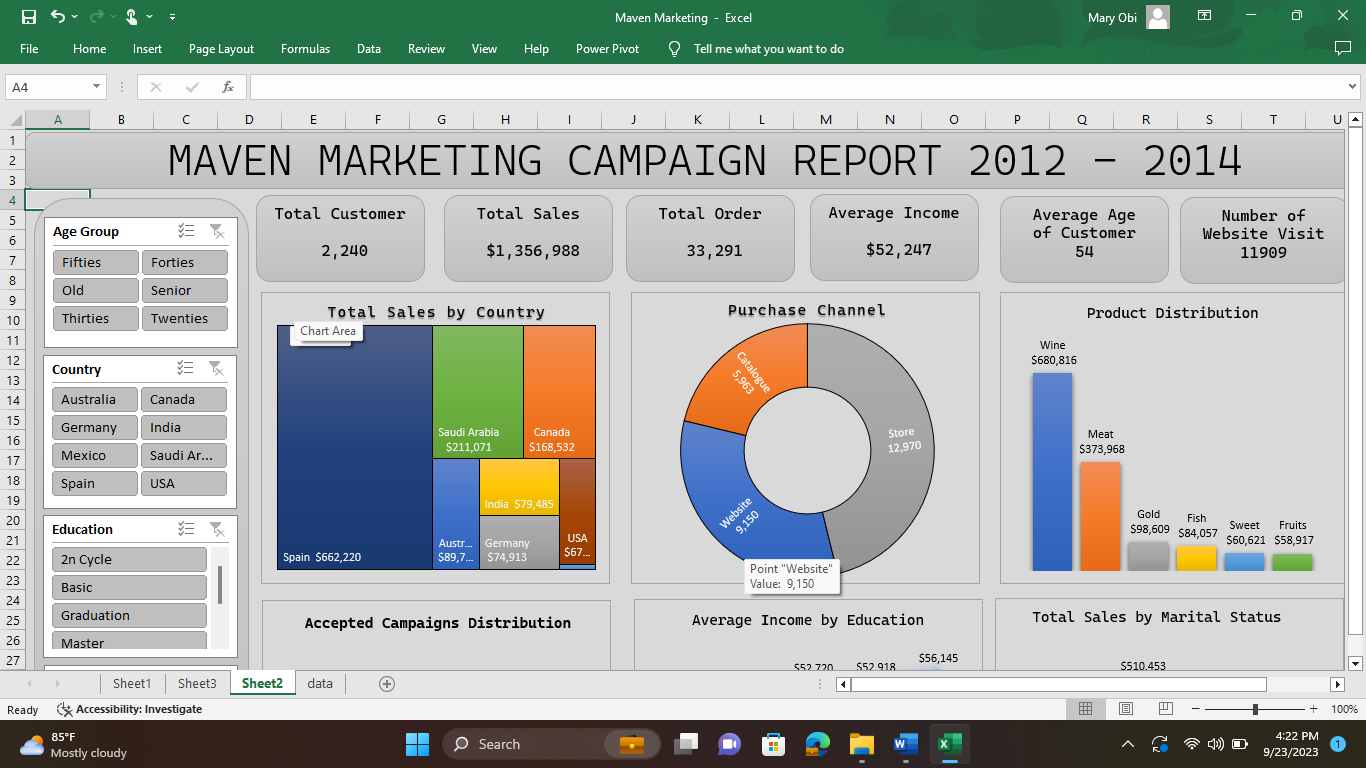 Maven Marketing - Excel
Mary Obi
File Home Insert Page Layout Formulas Data Review View Help Power Pivot Tell me what you want to do
A4
fx
A B C D E F G H I J K L M N O P Q R S T U
1
2
3
4
5
6
7
8
9
10
11
12
13
14
15
16
17
18
19
20
21
22
23
24
25
26
27
MAVEN MARKETING CAMPAIGN REPORT 2012 - 2014
Age Group
Fifties Forties
Old Senior
Thirties Twenties
Country
Australia Canada
Germany India
Mexico Saudi Ar...
Spain USA
Education
2n Cycle
Basic
Graduation
Master
Total Customer
2,240
Total Sales
$1,356,988
Total Order
33,291
Average Income
$52,247
Average Age
of Customer
54
Number of
Website Visit
11909
Total Sales by Country
Chart Area
Spain $662,220
Saudi Arabia
$211,071
Canada
$168,532
Austr...
$89,7...
India $79,485
Germany
$74,913
USA
$67...
Purchase Channel
Catalogue
5,963
Store
12,970
Website
9,150
Point "Website"
Value: 9,150
Product Distribution
Wine
$680,816
Meat
$373,968
Gold
$98,609
Fish
$84,057
Sweet
$60,621
Fruits
$58,917
Accepted Campaigns Distribution
Average Income by Education
$52,720 $52,918 $56,145
Total Sales by Marital Status
$510,453
Sheet1 Sheet3 Sheet2 data
Ready Accessibility: Investigate
100%
85°F
Mostly cloudy
Search
4:22 PM
9/23/2023
1